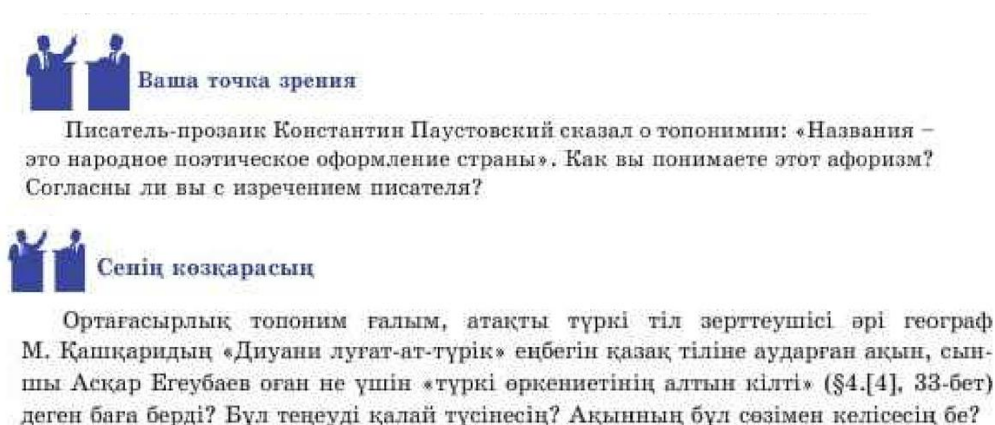 Ваша точка зрения
Писатель-прозаик Константин Паустовский сказал о топонимии: «Названия –
это народное поэтическое оформление страны». Как вы понимаете этот афоризм?
Согласны ли вы с изречением писателя?
Сенің көзқарасың
Ортағасырлық топоним ғалым, атақты түркі тіл зерттеушісі әрі географ
М. Қашқаридың «Диуани луғат-ат-түрік» еңбегін қазақ тіліне аударған ақын, сын-
шы Асқар Егеубаев оған не үшін «түркі өркениетінің алтын кілті» (§4.[4], 33-бет)
деген баға берді? Бұл теңеуді қалай түсінесің? Ақынның бұл сөзімен келісесің бе?